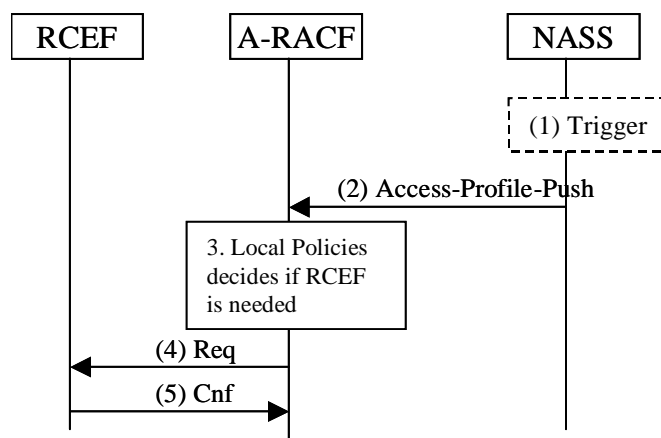 RCEF
A-RACF
NASS
(1) Trigger
(2) Access-Profile-Push
3. Local Policies
decides if RCEF
is needed
(4) Req
(5) Cnf